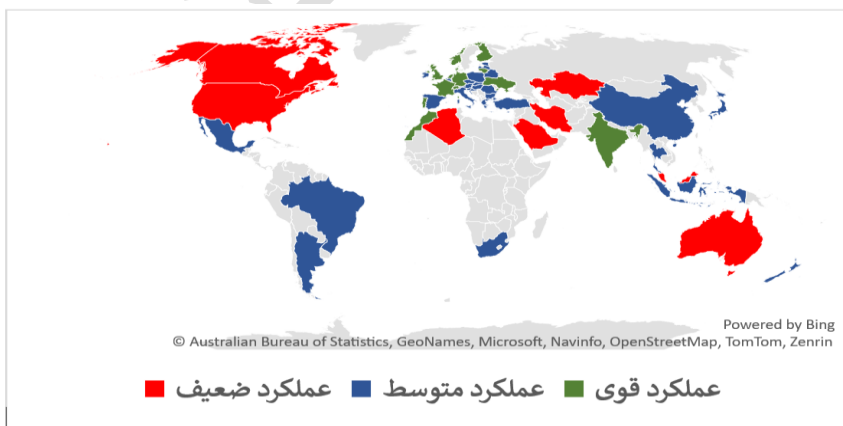 Powered by Bing
© Australian Bureau of Statistics, GeoNames, Microsoft, Navinfo, OpenStreetMap, TomTom, Zenrin
عملکرد قوی عملکرد متوسط عملکرد ضعیف